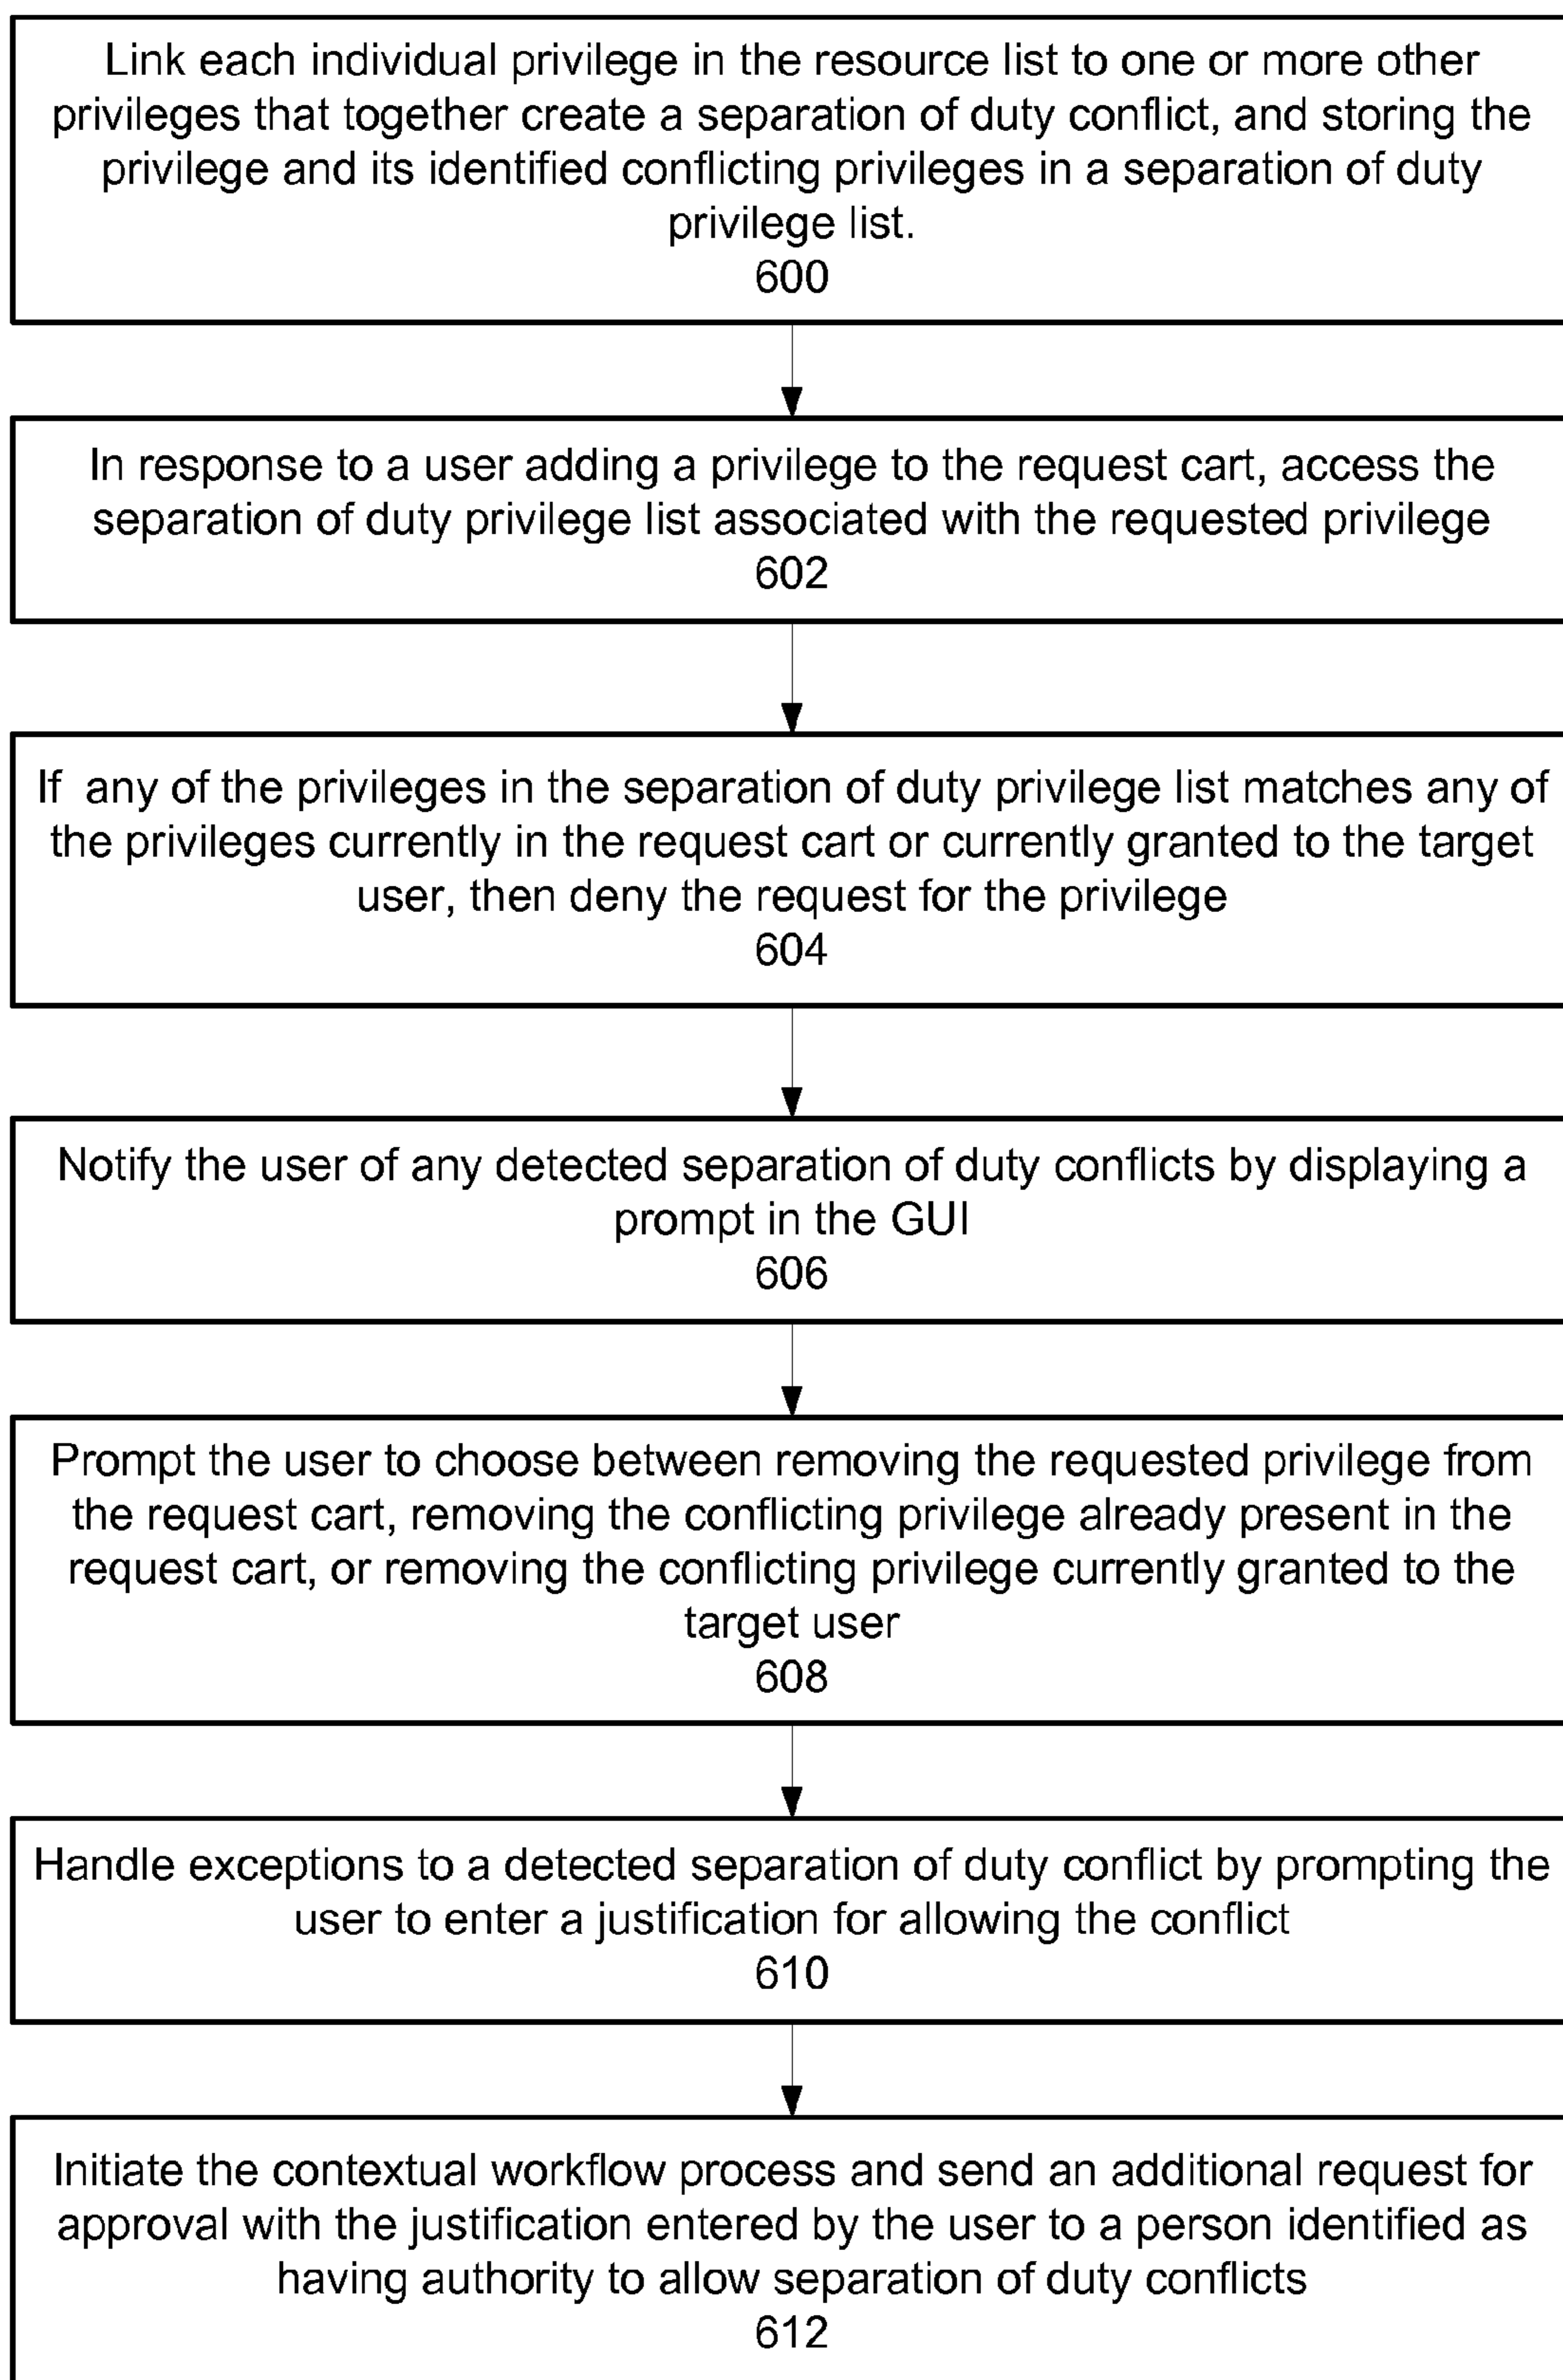 Link each individual privilege in the resource list to one or more other
privileges that together create a separation of duty conflict, and storing the
privilege and its identified conflicting privileges in a separation of duty
privilege list.
600
In response to a user adding a privilege to the request cart, access the
separation of duty privilege list associated with the requested privilege
602
If any of the privileges in the separation of duty privilege list matches any of
the privileges currently in the request cart or currently granted to the target
user, then deny the request for the privilege
604
Notify the user of any detected separation of duty conflicts by displaying a
prompt in the GUI
606
Prompt the user to choose between removing the requested privilege from
the request cart, removing the conflicting privilege already present in the
request cart, or removing the conflicting privilege currently granted to the
target user
608
Handle exceptions to a detected separation of duty conflict by prompting the
user to enter a justification for allowing the conflict
610
Initiate the contextual workflow process and send an additional request for
approval with the justification entered by the user to a person identified as
having authority to allow separation of duty conflicts
612